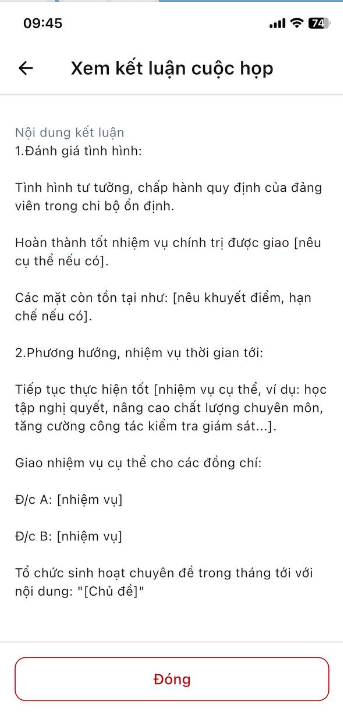 09:45
74
Xem kết luận cuộc họp
Nội dung kết luận
1.Đánh giá tình hình:
Tình hình tư tưởng, chấp hành quy định của đảng
viên trong chi bộ ổn định.
Hoàn thành tốt nhiệm vụ chính trị được giao [nêu
cụ thể nếu có].
Các mặt còn tồn tại như: [nêu khuyết điểm, hạn
chế nếu có].
2.Phương hướng, nhiệm vụ thời gian tới:
Tiếp tục thực hiện tốt [nhiệm vụ cụ thể, ví dụ: học
tập nghị quyết, nâng cao chất lượng chuyên môn,
tăng cường công tác kiểm tra giám sát...].
Giao nhiệm vụ cụ thể cho các đồng chí:
Đ/c A: [nhiệm vụ]
Đ/c B: [nhiệm vụ]
Tổ chức sinh hoạt chuyên đề trong tháng tới với
nội dung: "[Chủ đề]"
Đóng